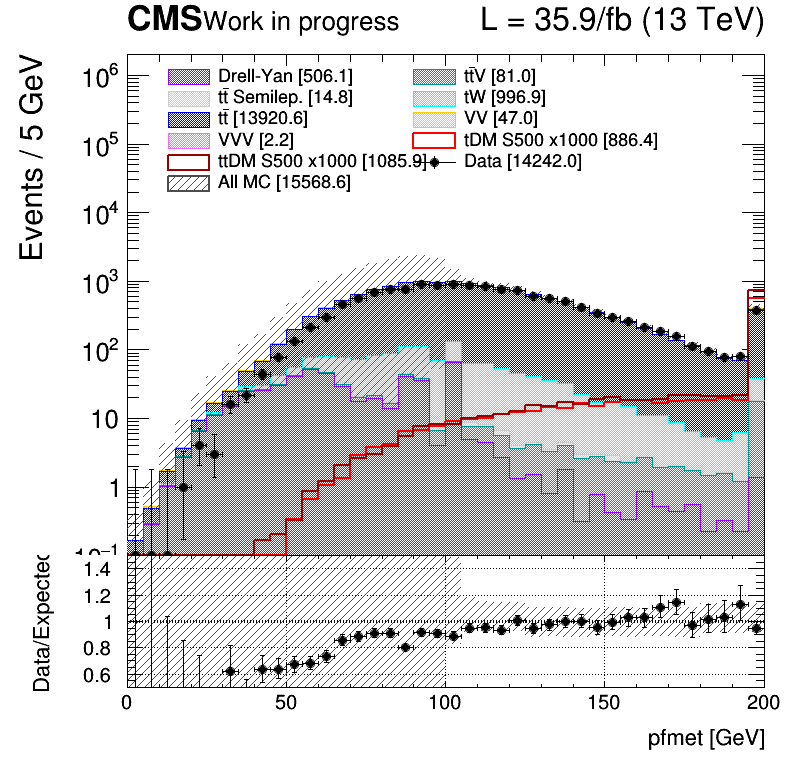 CMS Work in progress L = 35.9/fb (13 TeV)
Events / 5 GeV
10⁶
10⁵
10⁴
10³
10²
10
1
10⁻¹
Drell-Yan [506.1] tt̄V [81.0]
tt̄ Semilep. [14.8] tW [996.9]
tt̄ [13920.6] VV [47.0]
VVV [2.2] tDM S500 x1000 [886.4]
ttDM S500 x1000 [1085.9] Data [14242.0]
All MC [15568.6]
Data/Expected
1.4
1.2
1
0.8
0.6
0 50 100 150 200
pfmet [GeV]